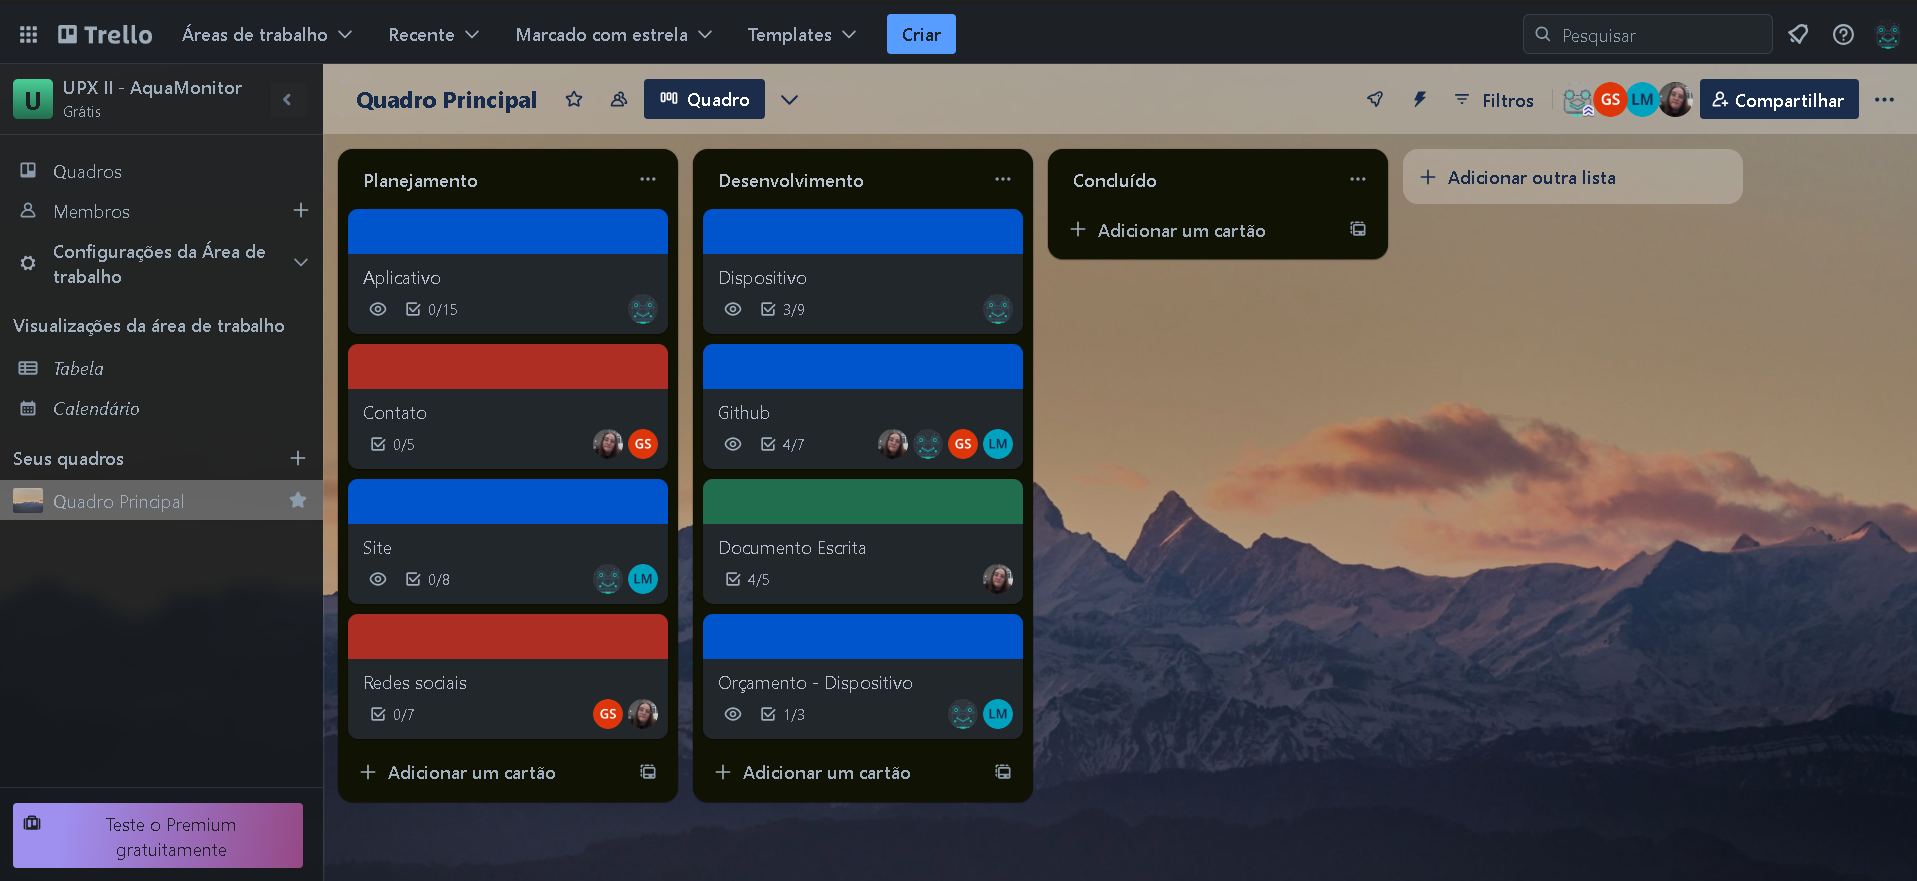 Trello
Áreas de trabalho
Recente
Marcado com estrela
Templates
Criar
Pesquisar
U
UPX II - AquaMonitor
Grátis
Quadros
Membros
Configurações da Área de
trabalho
Visualizações da área de trabalho
Tabela
Calendário
Seus quadros
Quadro Principal
Teste o Premium
gratuitamente
Quadro Principal
Quadro
Filtros
GS
LM
Compartilhar
Planejamento
Aplicativo
0/15
Contato
0/5
GS
Site
0/8
LM
Redes sociais
0/7
GS
Adicionar um cartão
Desenvolvimento
Dispositivo
3/9
Github
4/7
GS
LM
Documento Escrita
4/5
Orçamento - Dispositivo
1/3
LM
Adicionar um cartão
Concluído
Adicionar um cartão
Adicionar outra lista